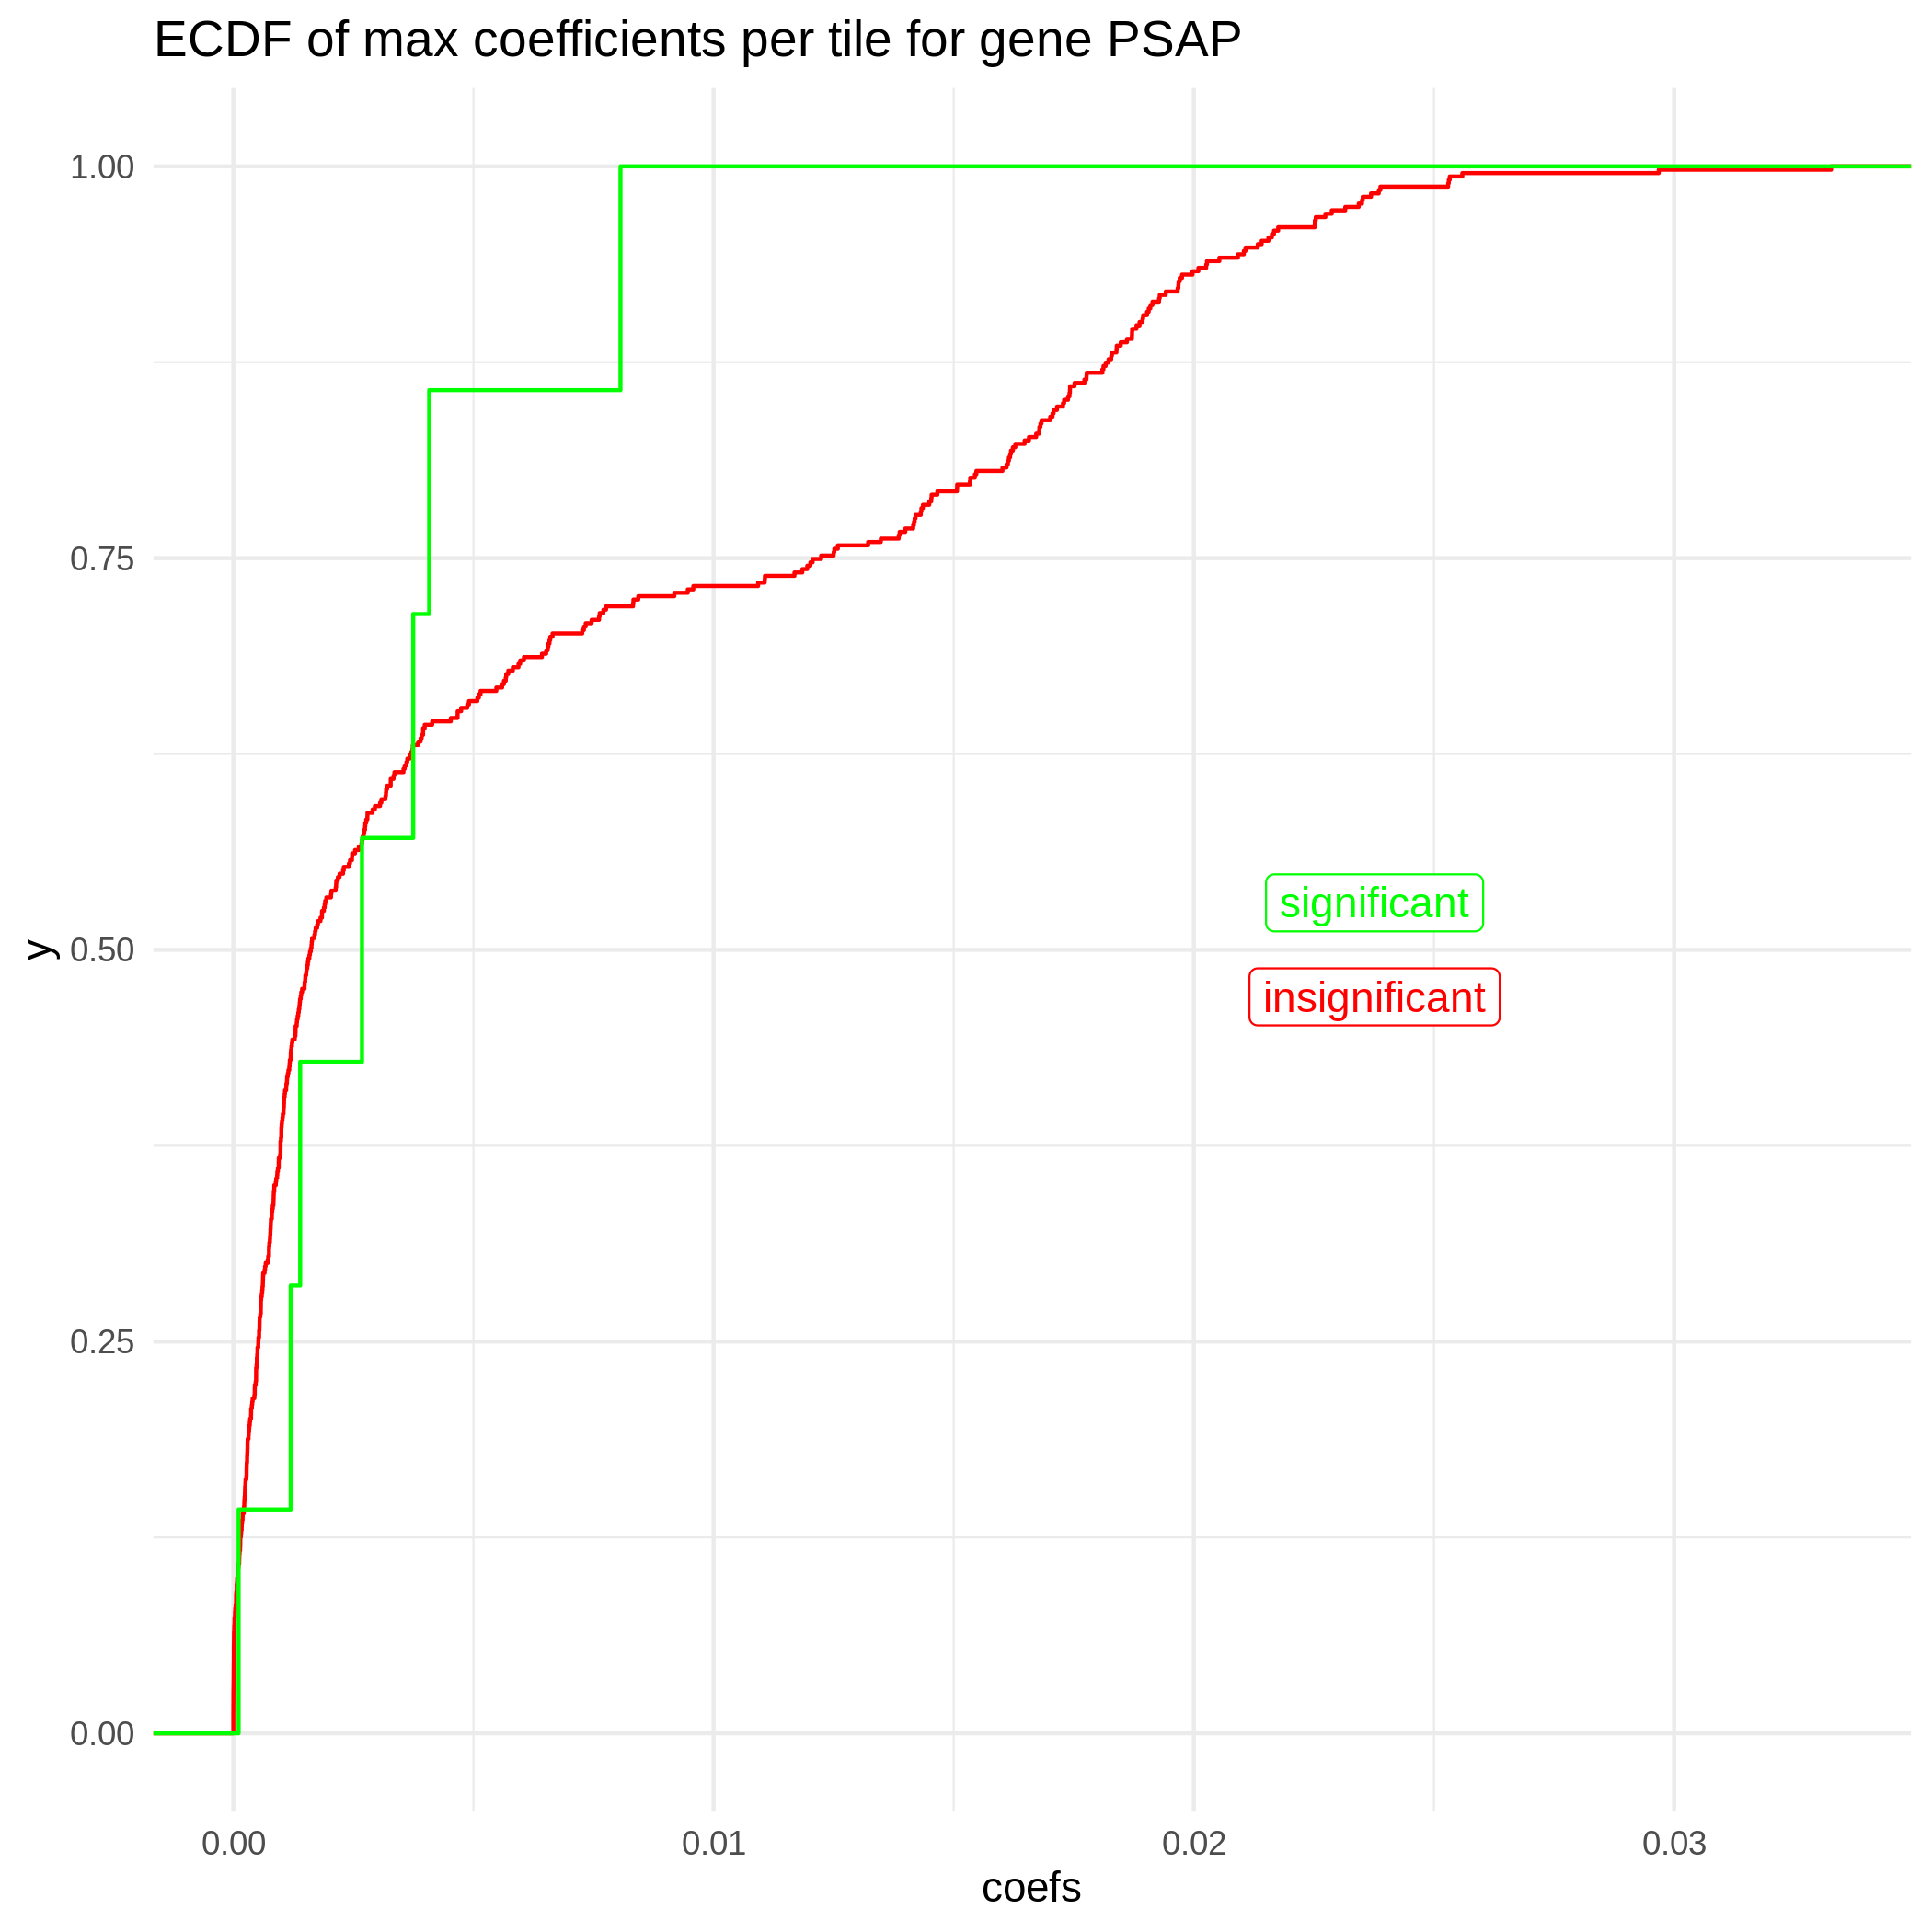 ECDF of max coefficients per tile for gene PSAP
1.00
0.75
0.50
0.25
0.00
y
significant
insignificant
0.00 0.01 0.02 0.03
coefs